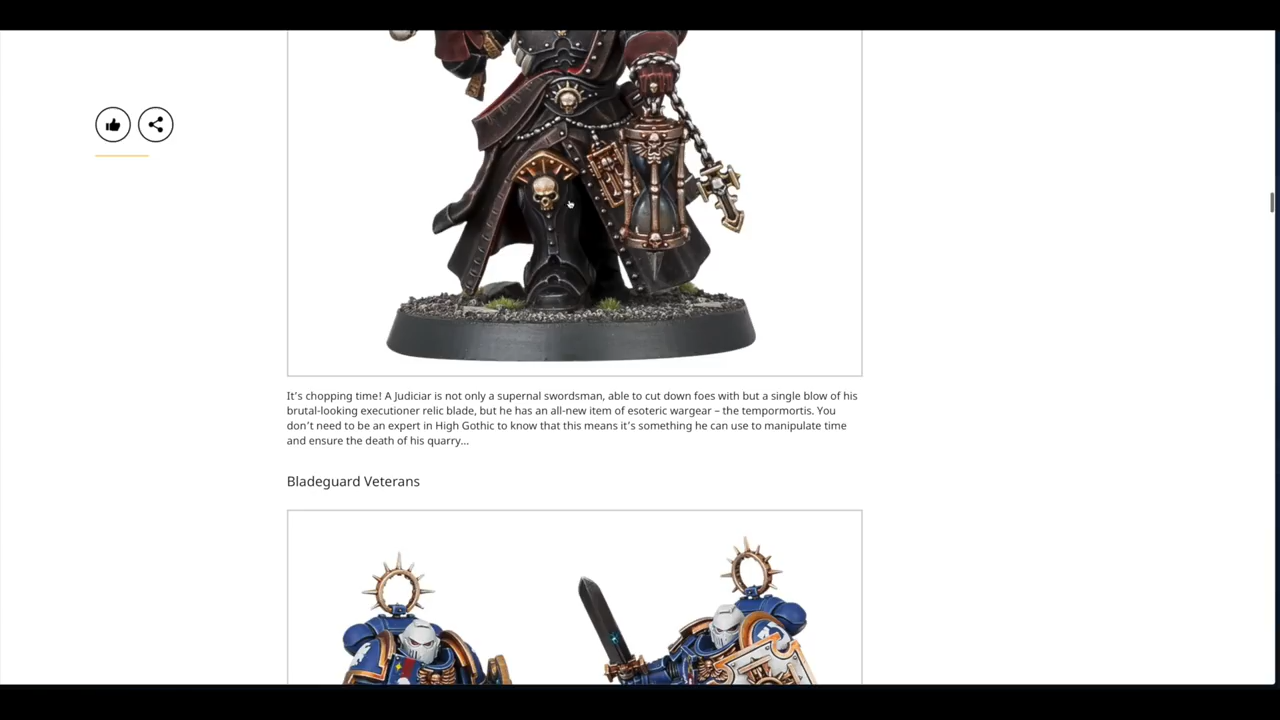 It’s chopping time! A Judiciar is not only a supernal swordsman, able to cut down foes with but a single blow of his
brutal-looking executioner relic blade, but he has an all-new item of esoteric wargear – the tempormortis. You
don’t need to be an expert in High Gothic to know that this means it’s something he can use to manipulate time
and ensure the death of his quarry…
Bladeguard Veterans